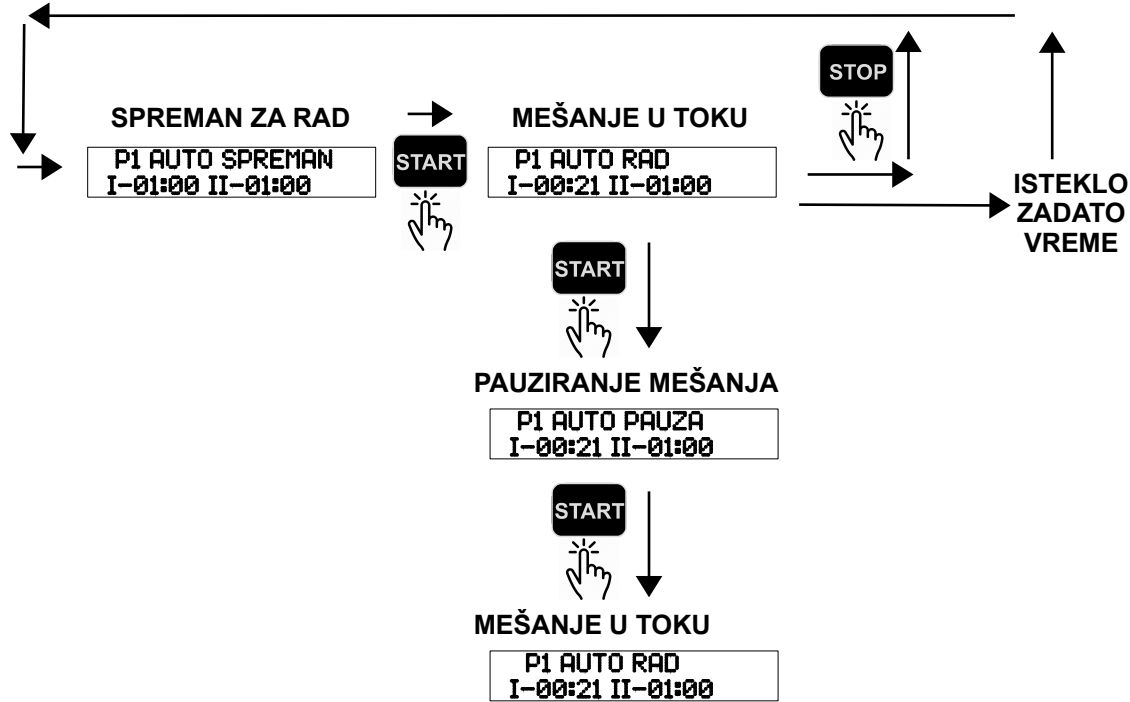 STOP
SPREMAN ZA RAD
MEŠANJE U TOKU
P1 AUTO SPREMAN
I-01:00 II-01:00
START
P1 AUTO RAD
I-00:21 II-01:00
ISTEKLO
ZADATO
VREME
START
PAUZIRANJE MEŠANJA
P1 AUTO PAUZA
I-00:21 II-01:00
START
MEŠANJE U TOKU
P1 AUTO RAD
I-00:21 II-01:00